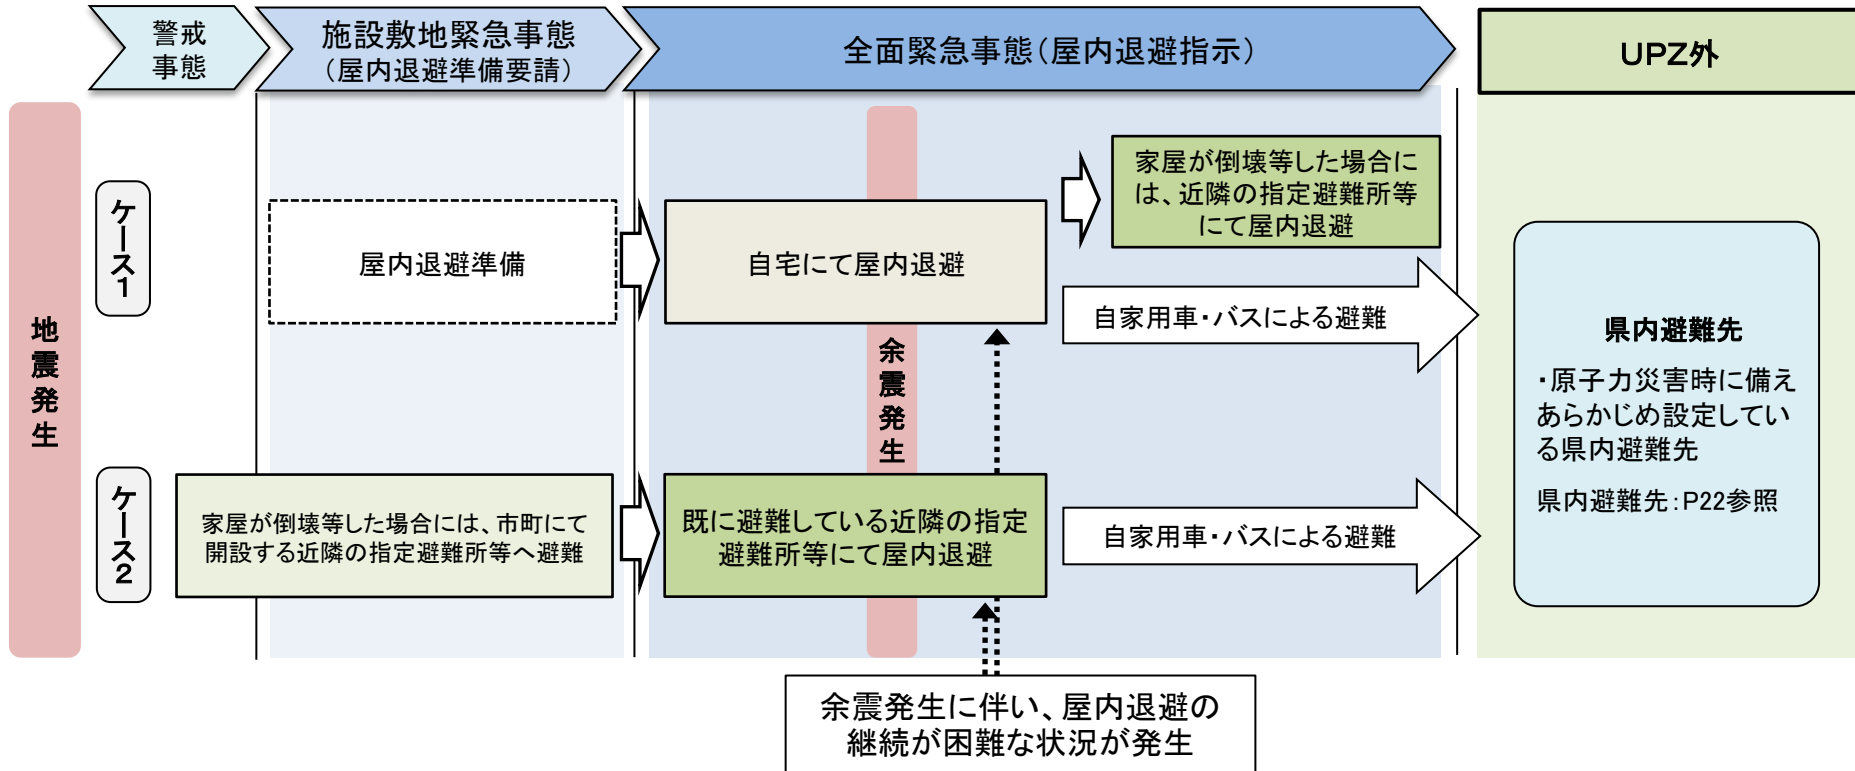 警戒
事態
施設敷地緊急事態
（屋内退避準備要請）
全面緊急事態（屋内退避指示）
UPZ外
地震発生
ケース１
屋内退避準備
自宅にて屋内退避
家屋が倒壊等した場合に
は、近隣の指定避難所等
にて屋内退避
自家用車・バスによる避難
余震発生
県内避難先
・原子力災害時に備え
あらかじめ設定してい
る県内避難先
県内避難先：P22参照
ケース２
家屋が倒壊等した場合には、市町にて
開設する近隣の指定避難所等へ避難
既に避難している近隣の指定
避難所等にて屋内退避
自家用車・バスによる避難
余震発生に伴い、屋内退避の
継続が困難な状況が発生